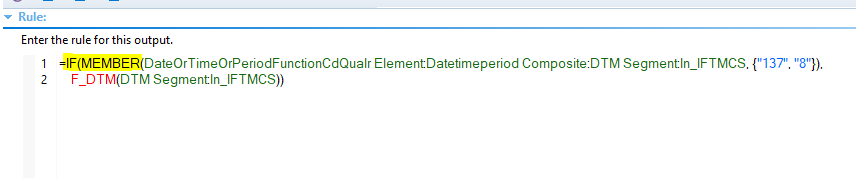 Rule:
Enter the rule for this output.
1 =IF(MEMBER(DateOrTimeOrPeriodFunctionCdQualr Element:Datetimeperiod Composite:DTM Segment:In_IFTMCS, {"137", "8"}),
2 F_DTM(DTM Segment:In_IFTMCS))